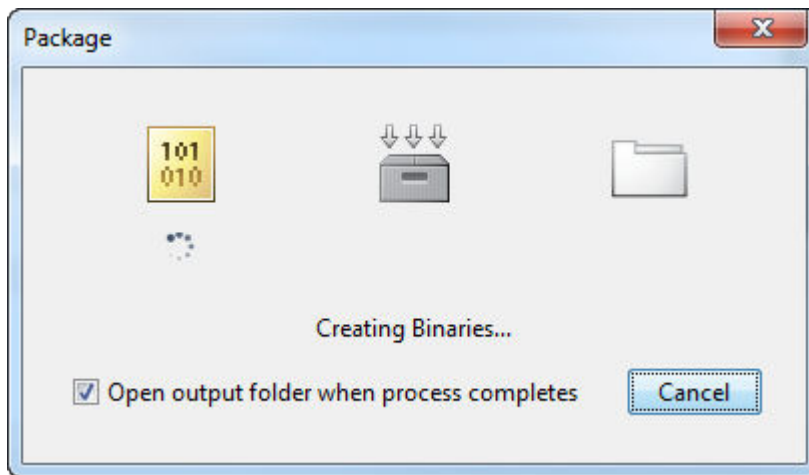 Package
101
010
Creating Binaries...
Open output folder when process completes
Cancel